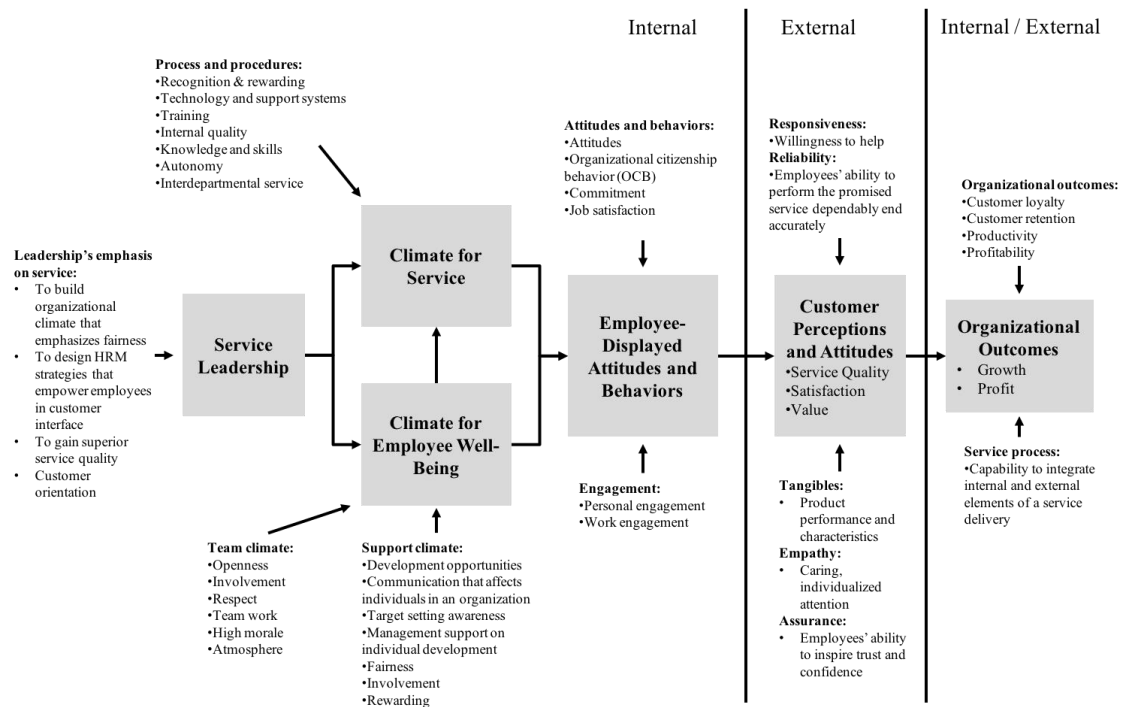 Internal
External
Internal / External
Process and procedures:
•Recognition & rewarding
•Technology and support systems
•Training
•Internal quality
•Knowledge and skills
•Autonomy
•Interdepartmental service
Attitudes and behaviors:
•Attitudes
•Organizational citizenship
behavior (OCB)
•Commitment
•Job satisfaction
Responsiveness:
•Willingness to help
Reliability:
•Employees' ability to
perform the promised
service dependably end
accurately
Organizational outcomes:
•Customer loyalty
•Customer retention
•Productivity
•Profitability
Leadership's emphasis
on service:
• To build
organizational
climate that
emphasizes fairness
• To design HRM
strategies that
empower employees
in customer
interface
• To gain superior
service quality
• Customer
orientation
Service
Leadership
Climate for
Service
Climate for
Employee Well-
Being
Employee-
Displayed
Attitudes and
Behaviors
Customer
Perceptions
and Attitudes
•Service Quality
•Satisfaction
•Value
Organizational
Outcomes
• Growth
• Profit
Team climate:
•Openness
•Involvement
•Respect
•Team work
•High morale
•Atmosphere
Support climate:
•Development opportunities
•Communication that affects
individuals in an organization
•Target setting awareness
•Management support on
individual development
•Fairness
•Involvement
•Rewarding
Engagement:
•Personal engagement
•Work engagement
Tangibles:
• Product
performance and
characteristics
Empathy:
• Caring,
individualized
attention
Assurance:
• Employees' ability
to inspire trust and
confidence
Service process:
•Capability to integrate
internal and external
elements of a service
delivery